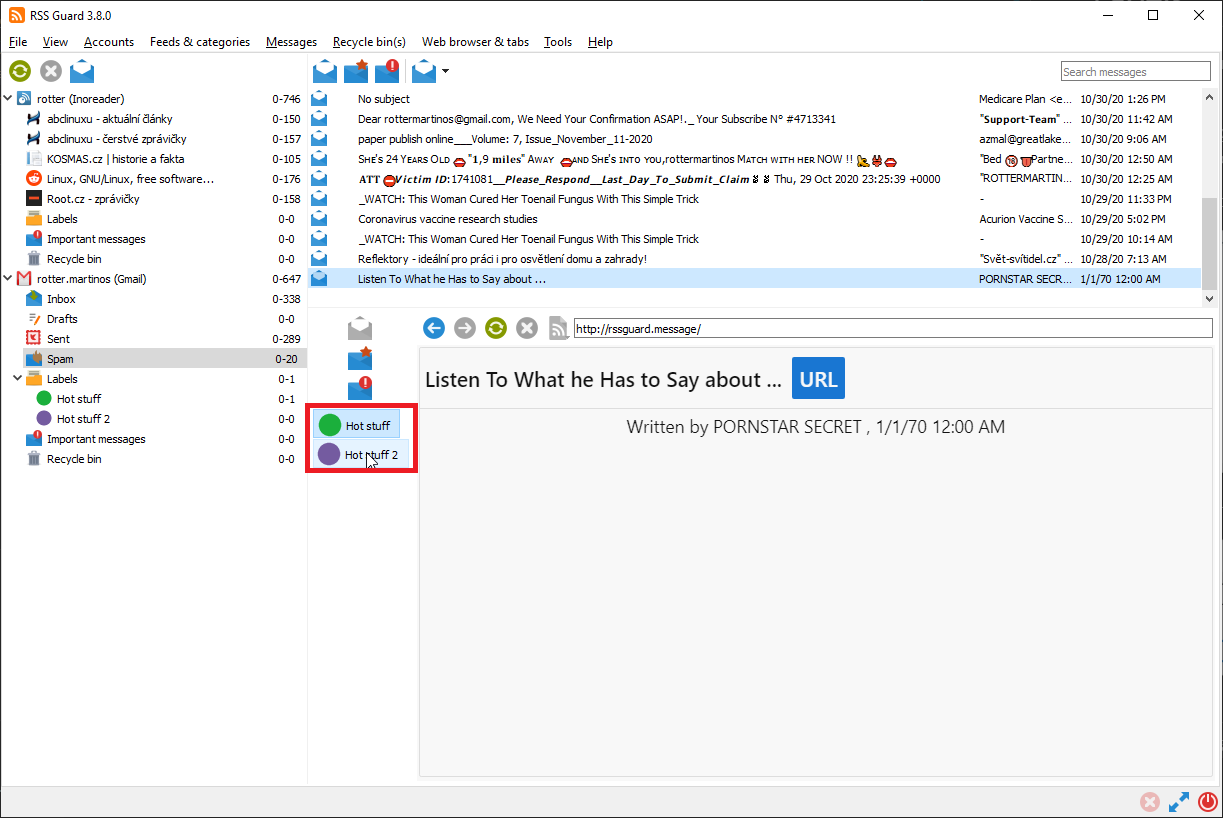 RSS Guard 3.8.0
File View Accounts Feeds & categories Messages Recycle bin(s) Web browser & tabs Tools Help
Search messages
rotter (Inoreader) 0-746
abclinuxu - aktuální články 0-150
abclinuxu - čerstvé zprávičky 0-157
KOSMAS.cz | historie a fakta 0-105
Linux, GNU/Linux, free software... 0-176
Root.cz - zprávičky 0-158
Labels 0-0
Important messages 0-0
Recycle bin 0-0
rotter.martinos (Gmail) 0-647
Inbox 0-338
Drafts 0-0
Sent 0-289
Spam 0-20
Labels 0-1
Hot stuff 0-1
Hot stuff 2 0-0
Important messages 0-0
Recycle bin 0-0
No subject Medicare Plan <e... 10/30/20 1:26 PM
Dear rottermartinos@gmail.com, We Need Your Confirmation ASAP!._ Your Subscribe N° #4713341 "Support-Team" ... 10/30/20 11:42 AM
paper publish online___Volume: 7, Issue_November_11-2020 azmal@greatlake... 10/30/20 9:06 AM
She's 24 Years Old 👄"1,9 miles" Away 👄and She's into you,rottermartinos Match with her NOW !! "Bed 🔞 👅Partne... 10/30/20 12:50 AM
ATT ⛔Victim ID:1741081__Please_Respond__Last_Day_To_Submit_Claim Thu, 29 Oct 2020 23:25:39 +0000 "ROTTERMARTIN... 10/30/20 12:25 AM
_WATCH: This Woman Cured Her Toenail Fungus With This Simple Trick - 10/29/20 11:33 PM
Coronavirus vaccine research studies Acurion Vaccine S... 10/29/20 5:02 PM
_WATCH: This Woman Cured Her Toenail Fungus With This Simple Trick - 10/29/20 10:14 AM
Reflektory - ideální pro práci i pro osvětlení domu a zahrady! "Svět-svítidel.cz" ... 10/28/20 7:13 AM
Listen To What he Has to Say about ... PORNSTAR SECR... 1/1/70 12:00 AM
http://rssguard.message/
Listen To What he Has to Say about ... URL
Written by PORNSTAR SECRET , 1/1/70 12:00 AM
Hot stuff
Hot stuff 2